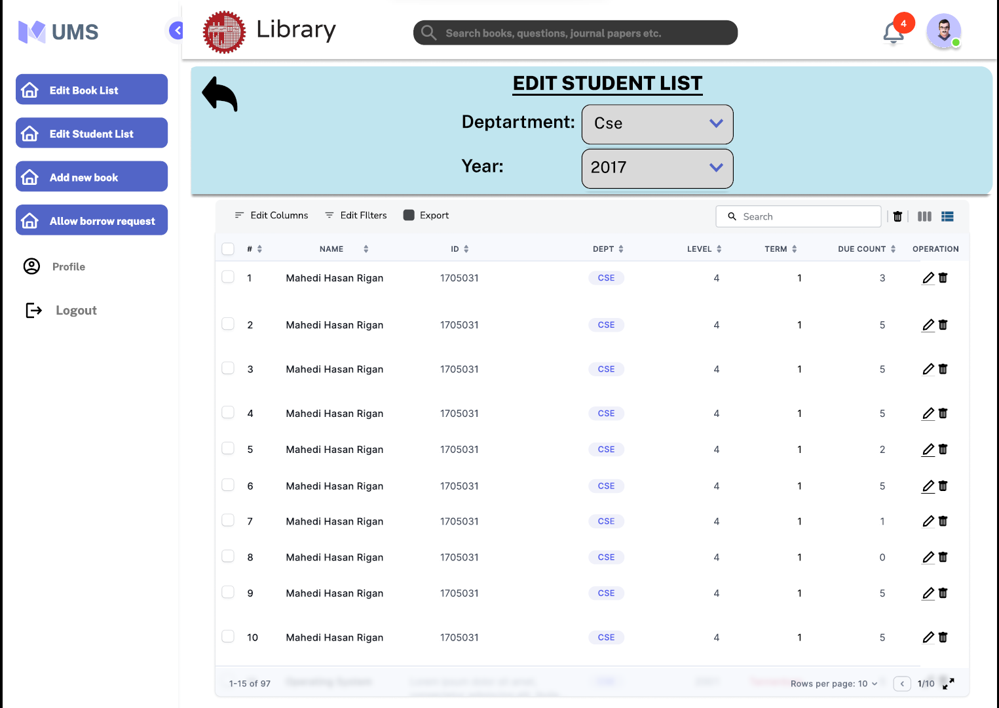 UMS
Library
Search books, questions, journal papers etc.
4
Edit Book List
Edit Student List
Add new book
Allow borrow request
Profile
Logout
EDIT STUDENT LIST
Deptartment: Cse
Year: 2017
Edit Columns Edit FIlters Export Search
# NAME ID DEPT LEVEL TERM DUE COUNT OPERATION
1 Mahedi Hasan Rigan 1705031 CSE 4 1 3
2 Mahedi Hasan Rigan 1705031 CSE 4 1 5
3 Mahedi Hasan Rigan 1705031 CSE 4 1 5
4 Mahedi Hasan Rigan 1705031 CSE 4 1 5
5 Mahedi Hasan Rigan 1705031 CSE 4 1 2
6 Mahedi Hasan Rigan 1705031 CSE 4 1 5
7 Mahedi Hasan Rigan 1705031 CSE 4 1 1
8 Mahedi Hasan Rigan 1705031 CSE 4 1 0
9 Mahedi Hasan Rigan 1705031 CSE 4 1 5
10 Mahedi Hasan Rigan 1705031 CSE 4 1 5
1-15 of 97 Rows per page: 10 1/10